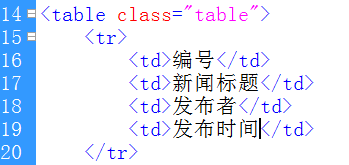 14 <table class="table">
15 <tr>
16 <td>编号</td>
17 <td>新闻标题</td>
18 <td>发布者</td>
19 <td>发布时间</td>
20 </tr>